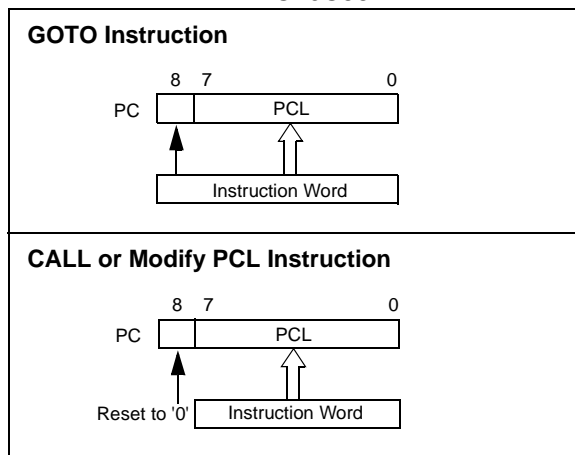 GOTO Instruction
8 7 0
PC PCL
Instruction Word
CALL or Modify PCL Instruction
8 7 0
PC PCL
Reset to '0' Instruction Word